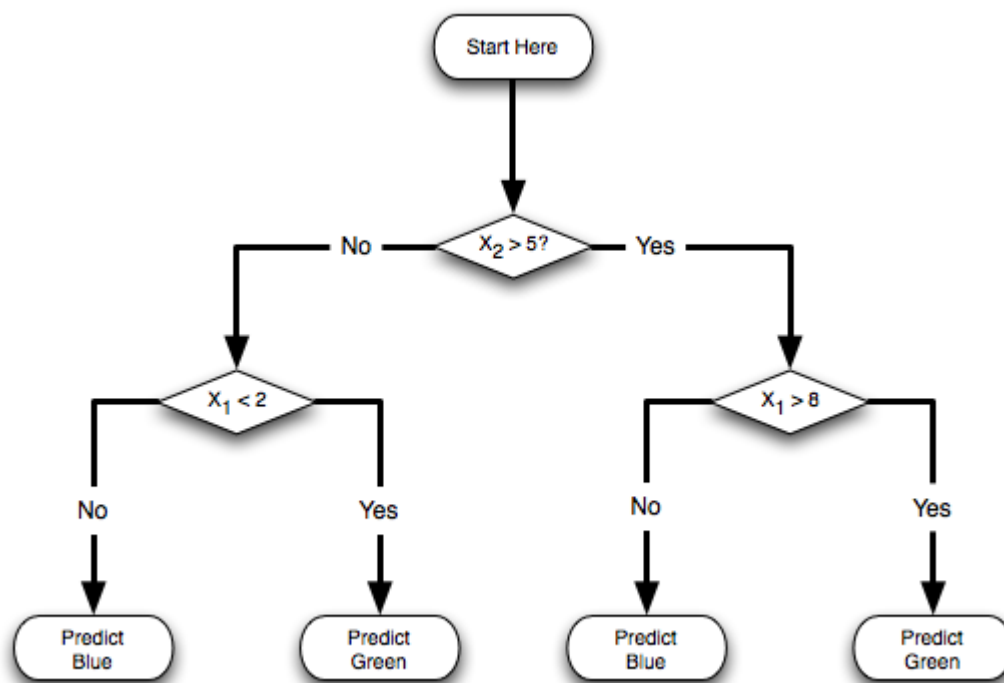 Start Here
X₂ > 5?
No
Yes
X₁ < 2
X₁ > 8
No
Yes
No
Yes
Predict
Blue
Predict
Green
Predict
Blue
Predict
Green